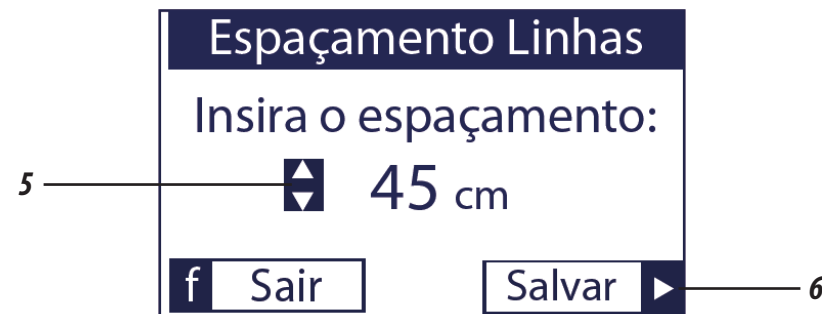 Espaçamento Linhas
Insira o espaçamento:
5 45 cm
f Sair Salvar 6